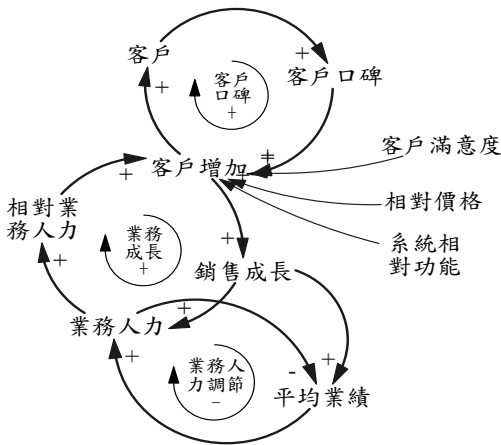 客戶
+
客戶口碑
+
客戶
口碑
+
客戶增加
+
+
+
客戶滿意度
相對價格
系統相
對功能
相對業
務人力
+
業務
成長
+
+
銷售成長
業務人力
+
+
業務人
力調節
-
-
+
平均業績